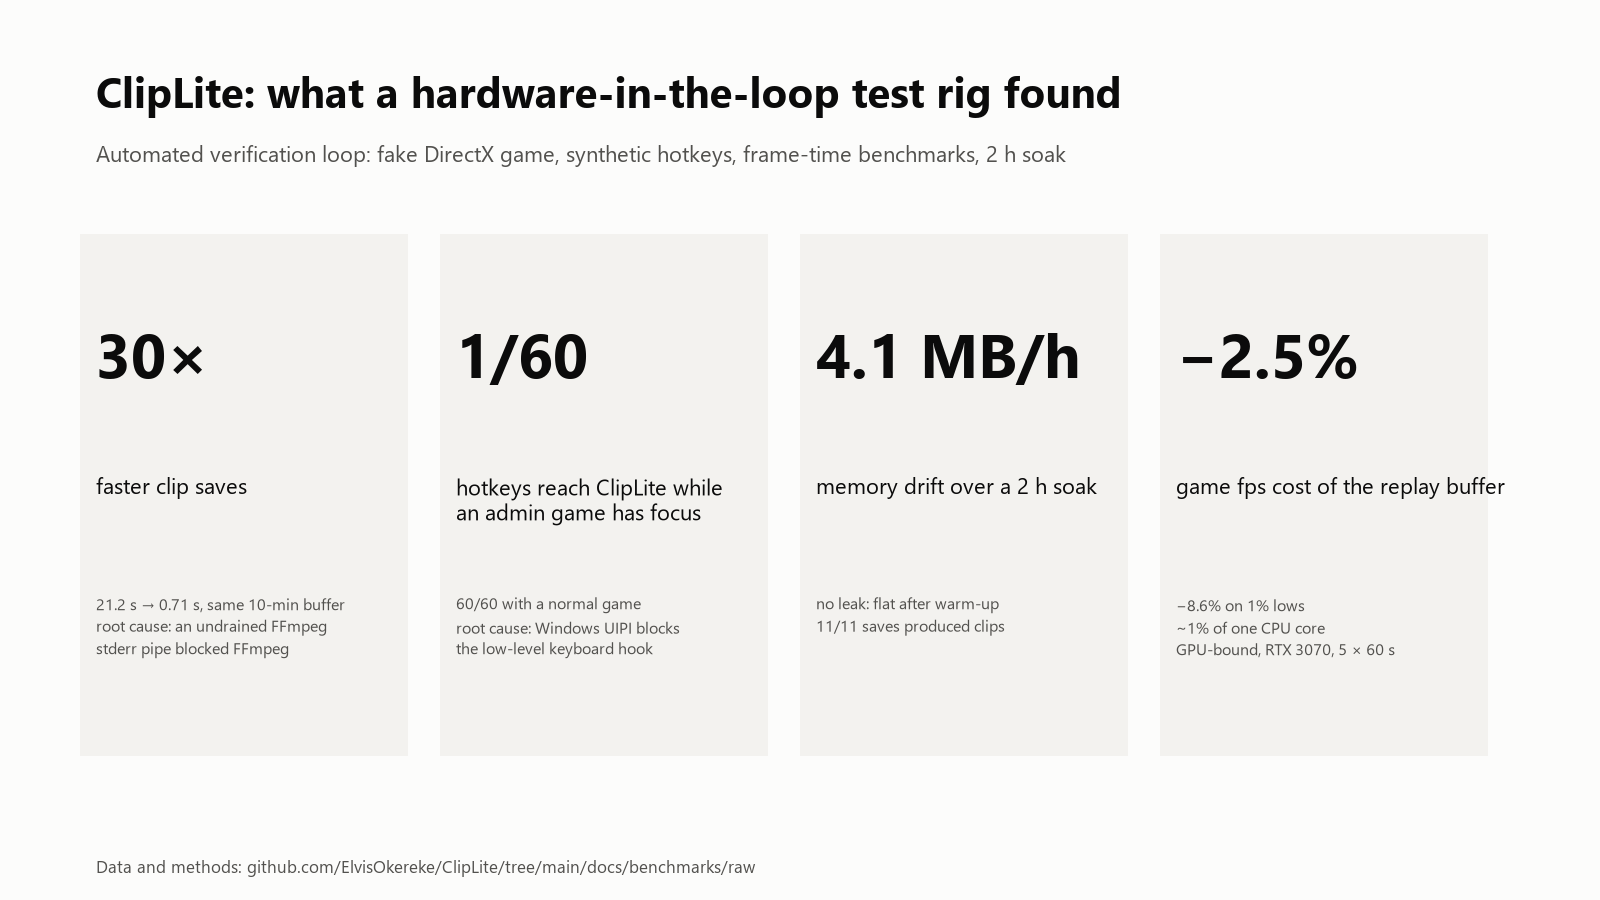 ClipLite: what a hardware-in-the-loop test rig found
Automated verification loop: fake DirectX game, synthetic hotkeys, frame-time benchmarks, 2 h soak
30×
faster clip saves
21.2 s → 0.71 s, same 10-min buffer
root cause: an undrained FFmpeg
stderr pipe blocked FFmpeg
1/60
hotkeys reach ClipLite while
an admin game has focus
60/60 with a normal game
root cause: Windows UIPI blocks
the low-level keyboard hook
4.1 MB/h
memory drift over a 2 h soak
no leak: flat after warm-up
11/11 saves produced clips
−2.5%
game fps cost of the replay buffer
−8.6% on 1% lows
~1% of one CPU core
GPU-bound, RTX 3070, 5 × 60 s
Data and methods: github.com/ElvisOkereke/ClipLite/tree/main/docs/benchmarks/raw